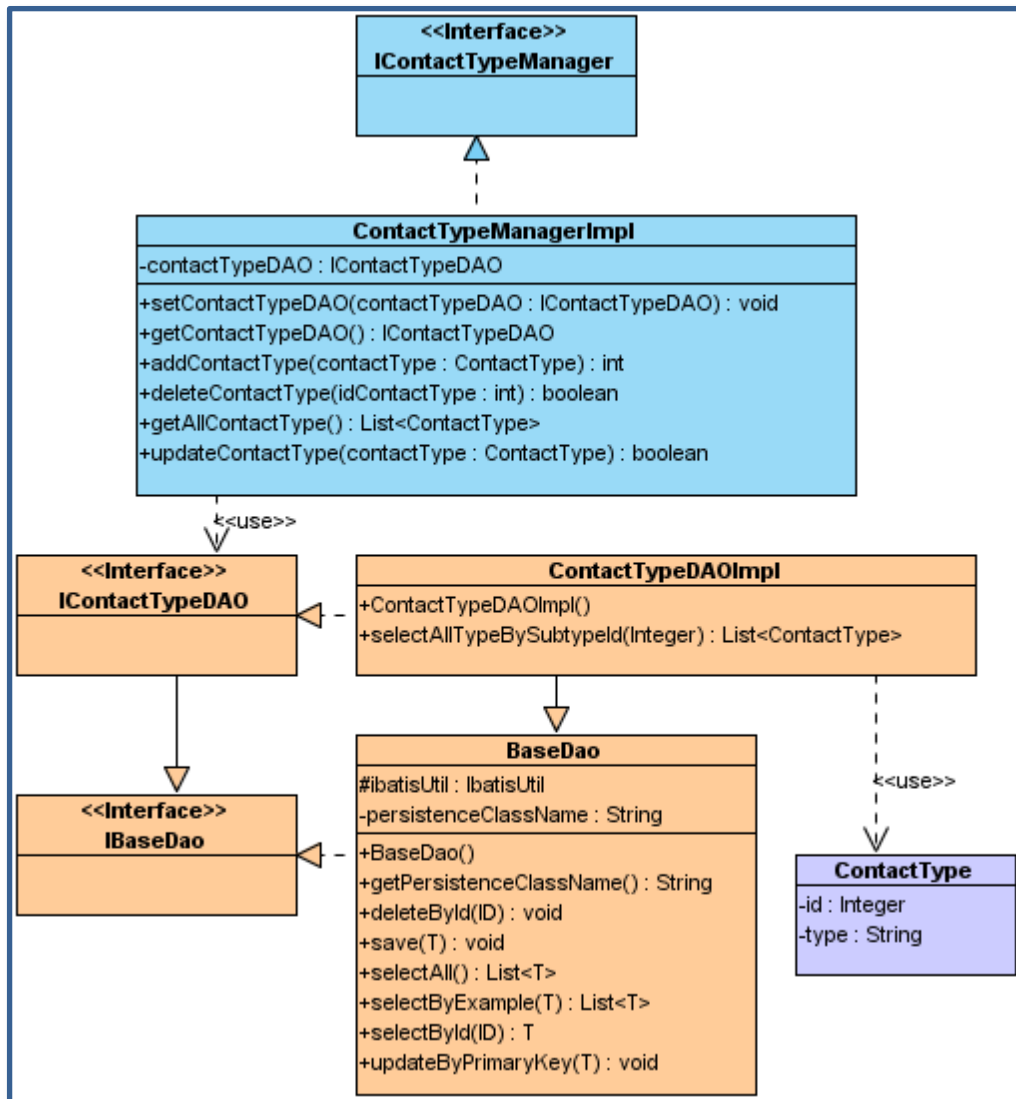 <<Interface>>
IContactTypeManager
ContactTypeManagerImpl
-contactTypeDAO : IContactTypeDAO
+setContactTypeDAO(contactTypeDAO : IContactTypeDAO) : void
+getContactTypeDAO() : IContactTypeDAO
+addContactType(contactType : ContactType) : int
+deleteContactType(idContactType : int) : boolean
+getAllContactType() : List<ContactType>
+updateContactType(contactType : ContactType) : boolean
<<use>>
<<Interface>>
IContactTypeDAO
ContactTypeDAOImpl
+ContactTypeDAOImpl()
+selectAllTypeBySubtypeId(Integer) : List<ContactType>
<<Interface>>
IBaseDao
BaseDao
#ibatisUtil : IbatisUtil
-persistenceClassName : String
+BaseDao()
+getPersistenceClassName() : String
+deleteById(ID) : void
+save(T) : void
+selectAll() : List<T>
+selectByExample(T) : List<T>
+selectById(ID) : T
+updateByPrimaryKey(T) : void
<<use>>
ContactType
-id : Integer
-type : String